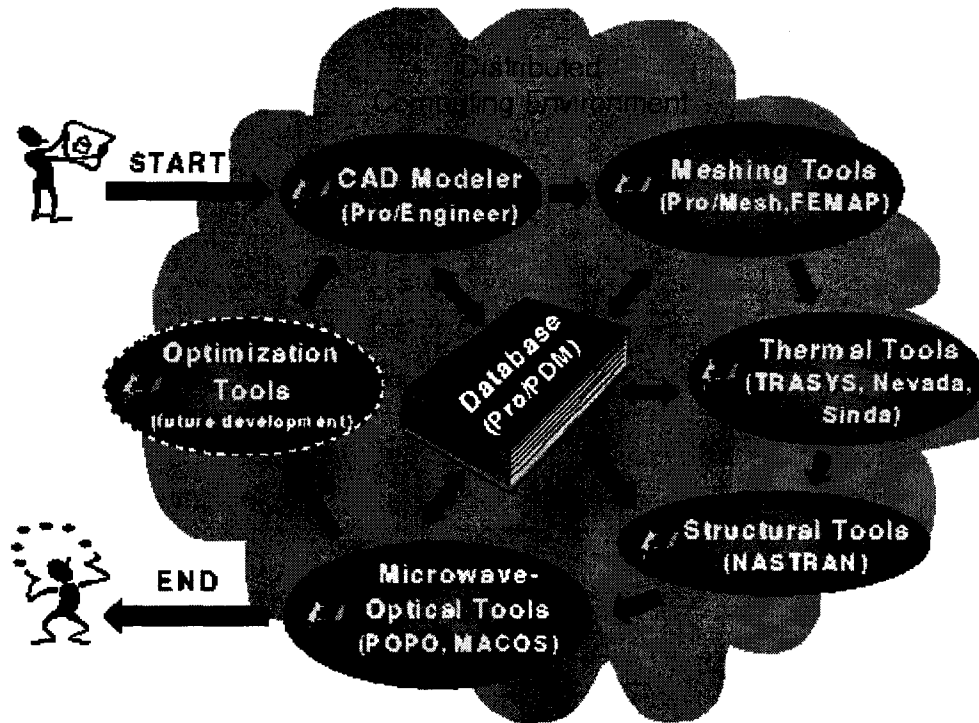 Distributed
Computing Environment
START
CAD Modeler
(Pro/Engineer)
Meshing Tools
(Pro/Mesh,FEMAP)
Optimization
Tools
(future development)
Database
(Pro/PDM)
Thermal Tools
(TRASYS, Nevada,
Sinda)
Structural Tools
(NASTRAN)
END
Microwave-
Optical Tools
(POPO, MACOS)